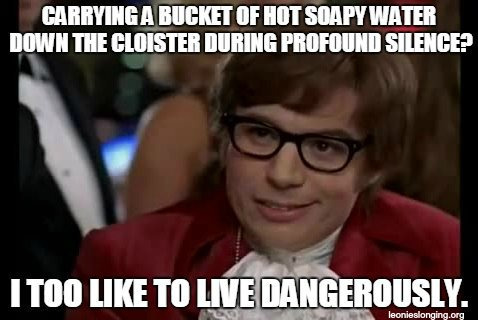 CARRYING A BUCKET OF HOT SOAPY WATER
DOWN THE CLOISTER DURING PROFOUND SILENCE?
I TOO LIKE TO LIVE DANGEROUSLY.
leonieslonging.org